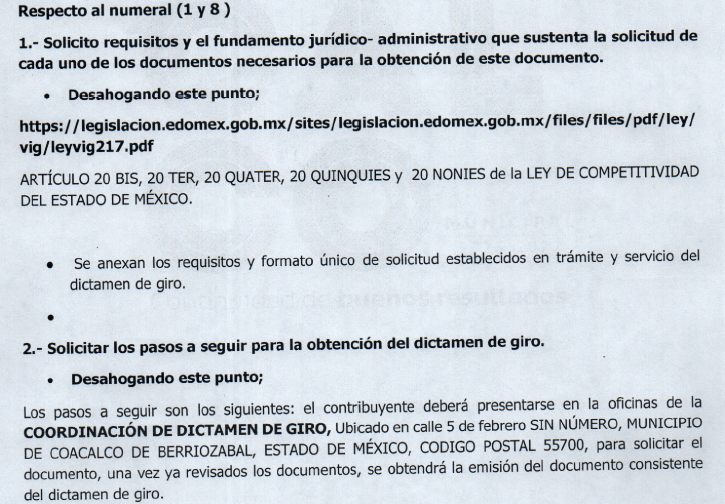 Respecto al numeral (1 y 8 )
1.- Solicito requisitos y el fundamento jurídico- administrativo que sustenta la solicitud de
cada uno de los documentos necesarios para la obtención de este documento.
• Desahogando este punto;
https://legislacion.edomex.gob.mx/sites/legislacion.edomex.gob.mx/files/files/pdf/ley/
vig/leyvig217.pdf
ARTÍCULO 20 BIS, 20 TER, 20 QUATER, 20 QUINQUIES y 20 NONIES de la LEY DE COMPETITIVIDAD
DEL ESTADO DE MÉXICO.
• Se anexan los requisitos y formato único de solicitud establecidos en trámite y servicio del
dictamen de giro.
•
2.- Solicitar los pasos a seguir para la obtención del dictamen de giro.
• Desahogando este punto;
Los pasos a seguir son los siguientes: el contribuyente deberá presentarse en la oficinas de la
COORDINACIÓN DE DICTAMEN DE GIRO, Ubicado en calle 5 de febrero SIN NÚMERO, MUNICIPIO
DE COACALCO DE BERRIOZABAL, ESTADO DE MÉXICO, CODIGO POSTAL 55700, para solicitar el
documento, una vez ya revisados los documentos, se obtendrá la emisión del documento consistente
del dictamen de giro.